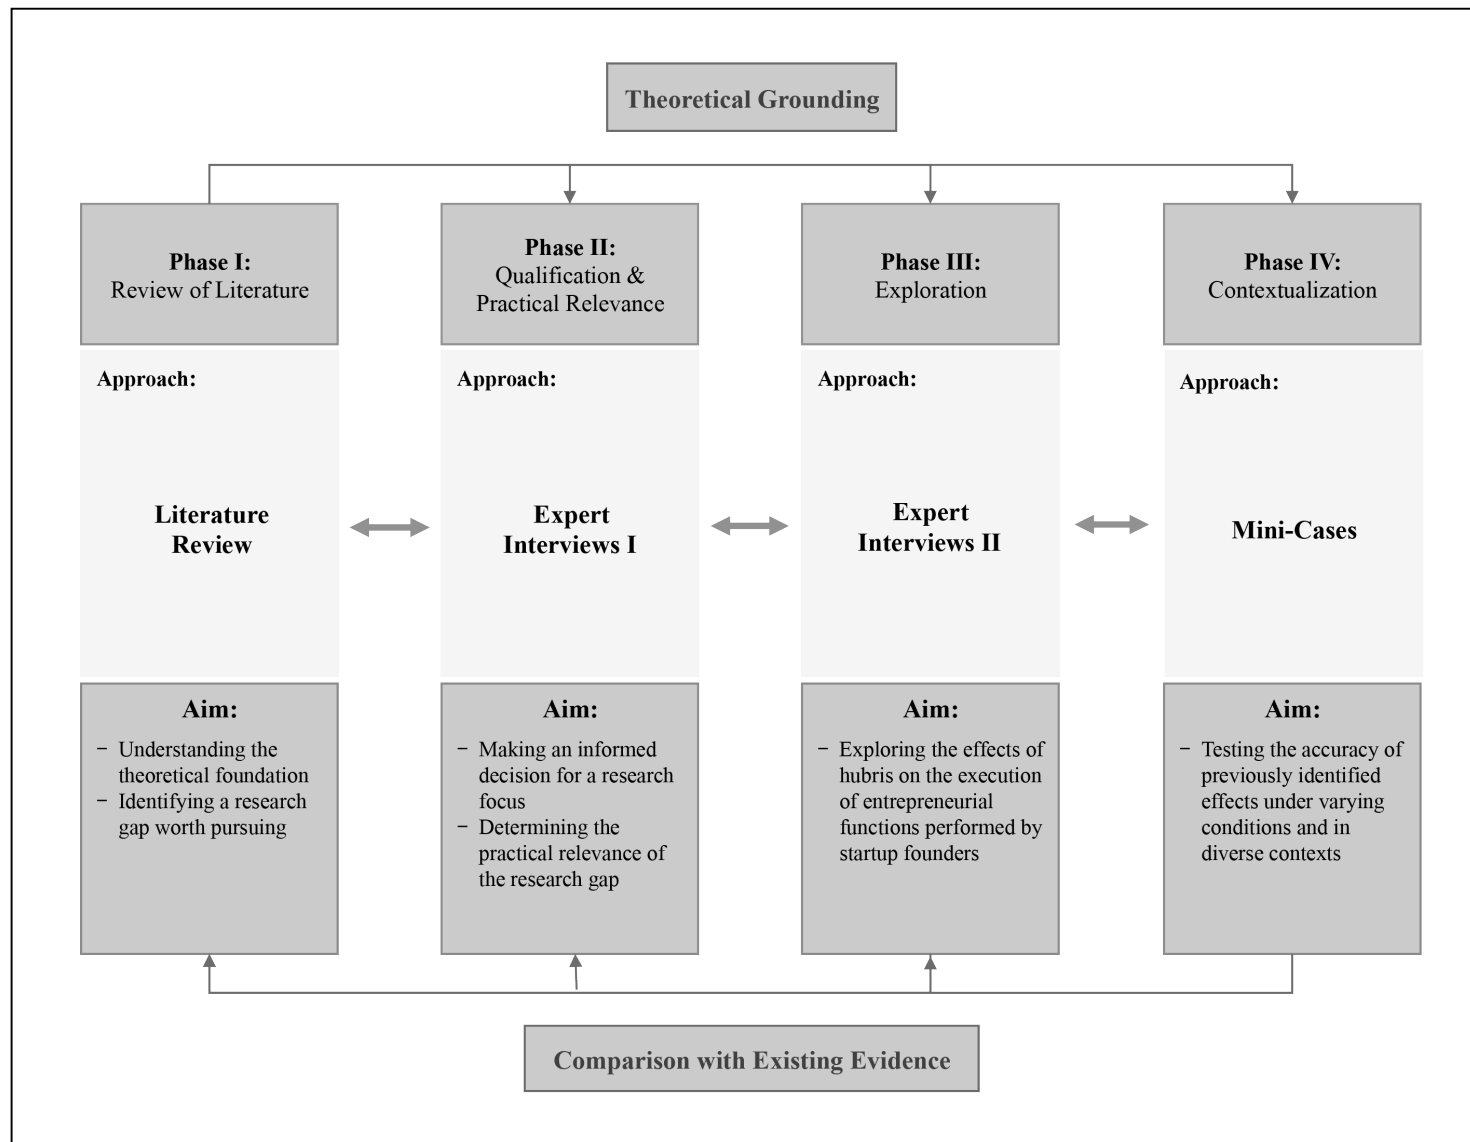 Theoretical Grounding
Phase I:
Review of Literature
Phase II:
Qualification &
Practical Relevance
Phase III:
Exploration
Phase IV:
Contextualization
Approach:
Literature
Review
Approach:
Expert
Interviews I
Approach:
Expert
Interviews II
Approach:
Mini-Cases
Aim:
− Understanding the
theoretical foundation
− Identifying a research
gap worth pursuing
Aim:
− Making an informed
decision for a research
focus
− Determining the
practical relevance of
the research gap
Aim:
− Exploring the effects of
hubris on the execution
of entrepreneurial
functions performed by
startup founders
Aim:
− Testing the accuracy of
previously identified
effects under varying
conditions and in
diverse contexts
Comparison with Existing Evidence